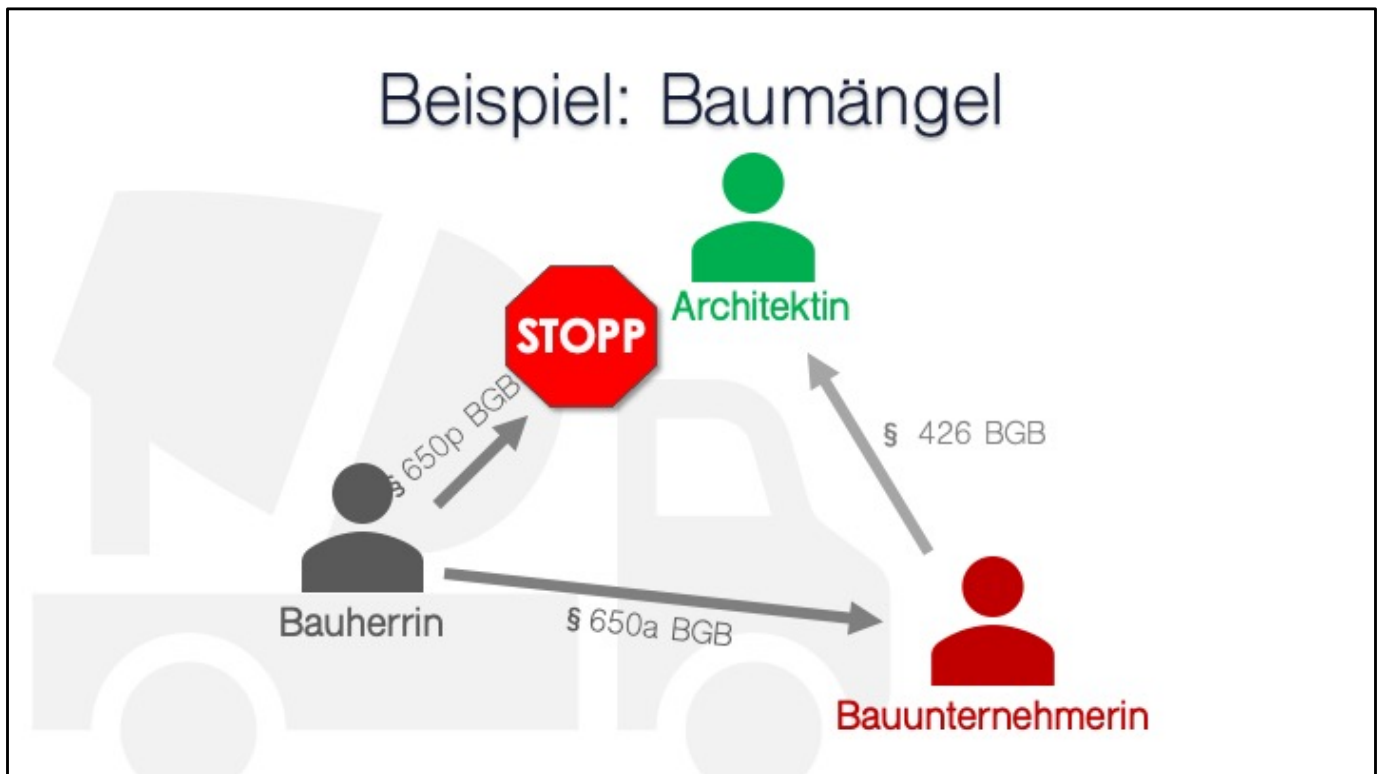 Beispiel: Baumängel
Architektin
STOPP
§ 650p BGB
§ 426 BGB
Bauherrin
§ 650a BGB
Bauunternehmerin